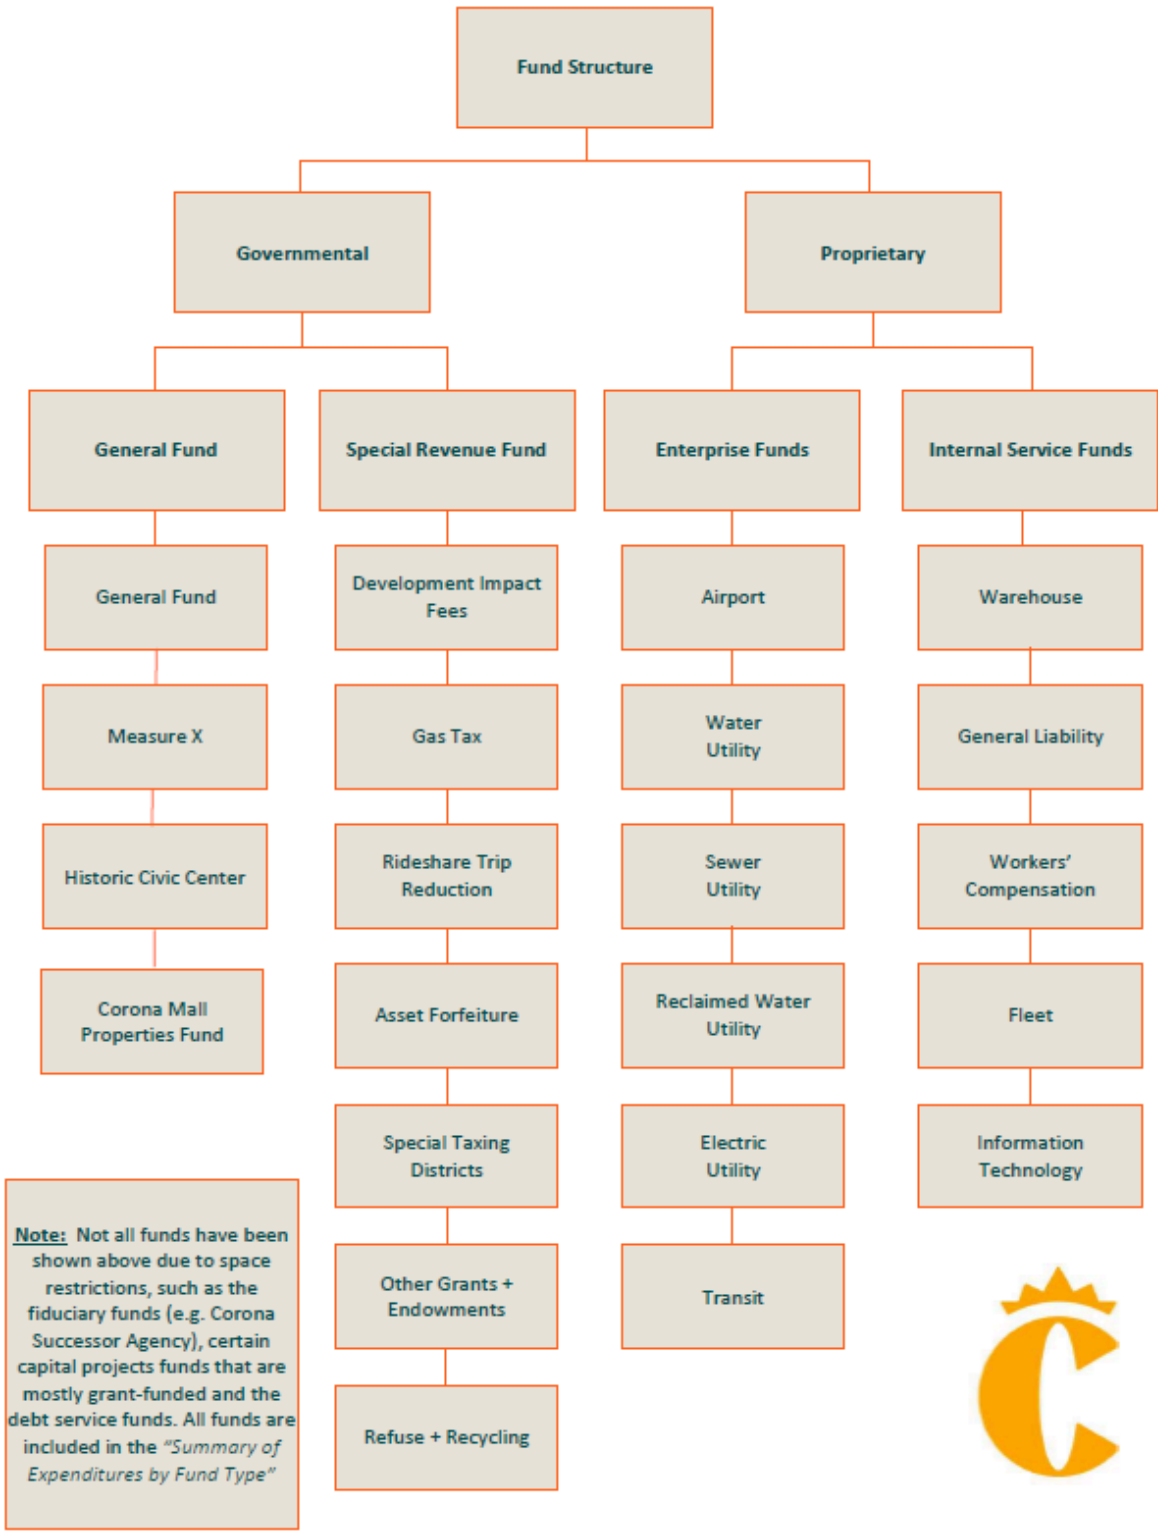 Fund Structure
Governmental
Proprietary
General Fund
Special Revenue Fund
Enterprise Funds
Internal Service Funds
General Fund
Measure X
Historic Civic Center
Corona Mall
Properties Fund
Development Impact
Fees
Gas Tax
Rideshare Trip
Reduction
Asset Forfeiture
Special Taxing
Districts
Other Grants +
Endowments
Refuse + Recycling
Airport
Water
Utility
Sewer
Utility
Reclaimed Water
Utility
Electric
Utility
Transit
Warehouse
General Liability
Workers’
Compensation
Fleet
Information
Technology
Note: Not all funds have been
shown above due to space
restrictions, such as the
fiduciary funds (e.g. Corona
Successor Agency), certain
capital projects funds that are
mostly grant-funded and the
debt service funds. All funds are
included in the “Summary of
Expenditures by Fund Type”
C